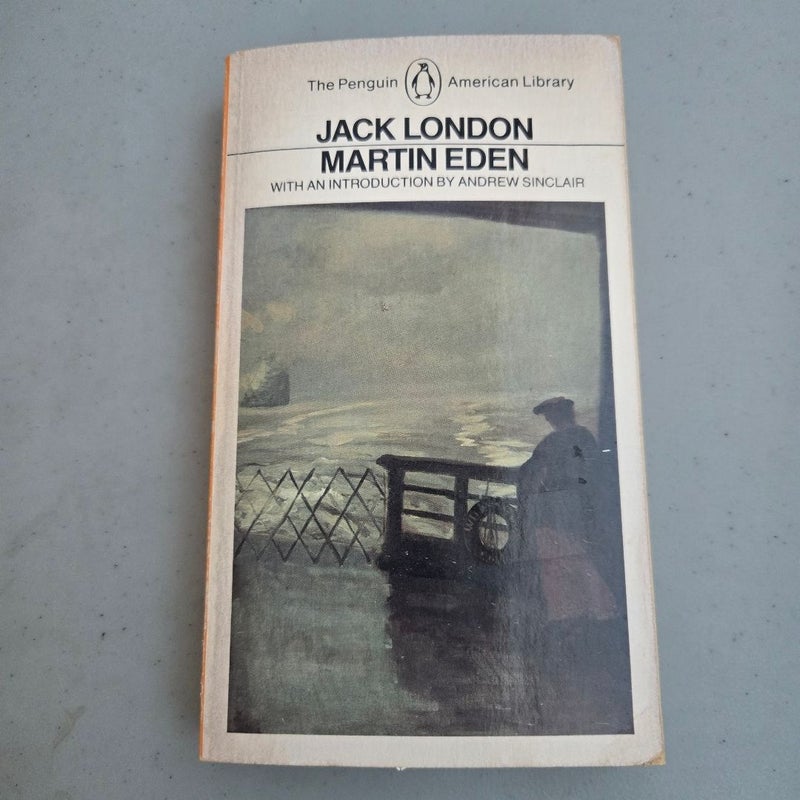 The Penguin American Library
JACK LONDON
MARTIN EDEN
WITH AN INTRODUCTION BY ANDREW SINCLAIR